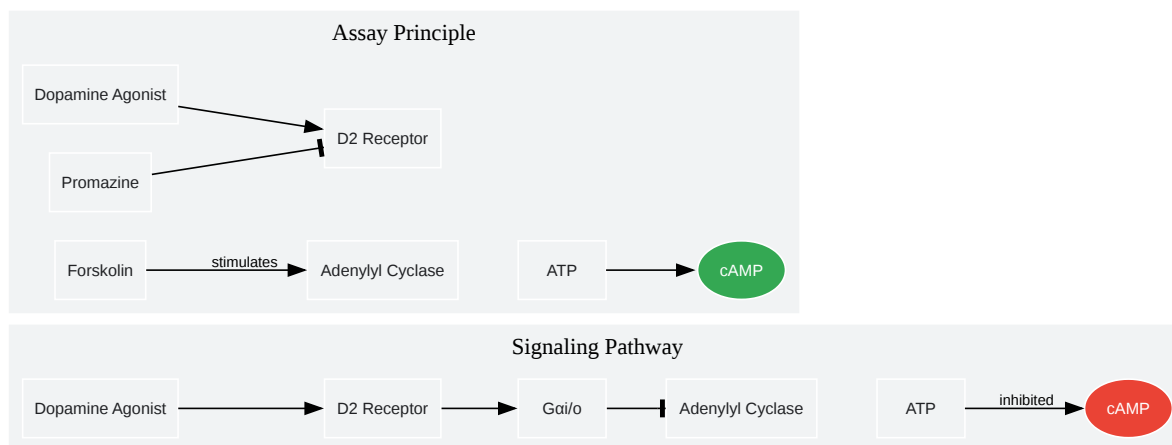 Assay Principle
Dopamine Agonist
D2 Receptor
Promazine
Forskolin
stimulates
Adenylyl Cyclase
ATP
cAMP
Signaling Pathway
Dopamine Agonist
D2 Receptor
Gαi/o
Adenylyl Cyclase
ATP
inhibited
cAMP